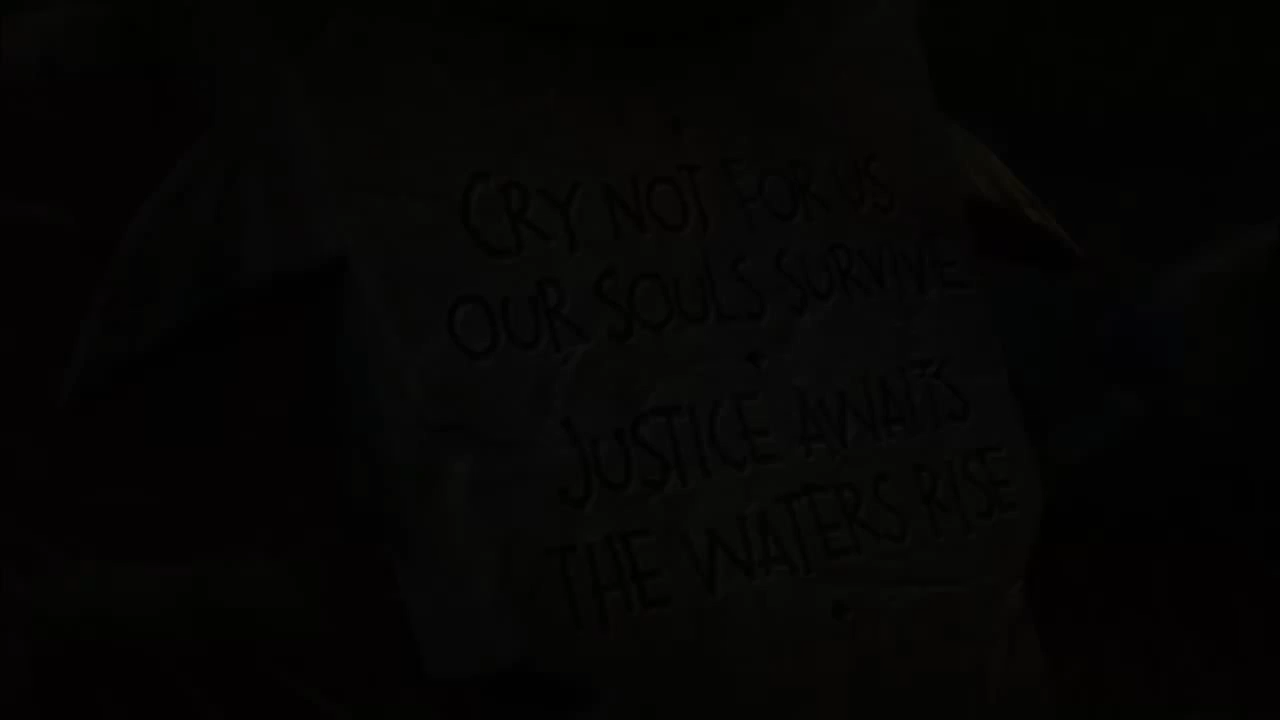 CRY NOT FOR US
OUR SOULS SURVIVE
JUSTICE AWAITS
THE WATERS RISE